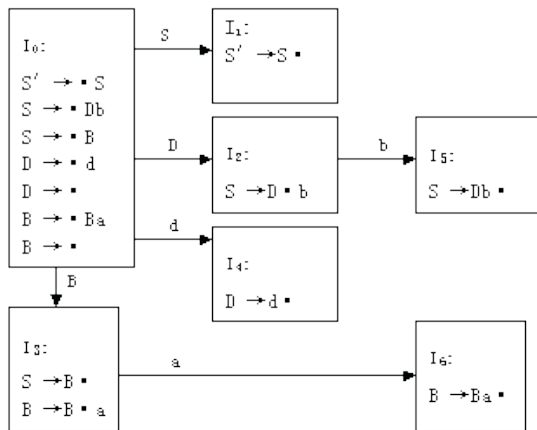 I₀:
S′ → · S
S → · Db
S → · B
D → · d
D → ·
B → · Ba
B → ·
S
I₁:
S′ → S ·
D
I₂:
S → D · b
b
I₅:
S → Db ·
d
I₄:
D → d ·
B
I₃:
S → B ·
B → B · a
a
I₆:
B → Ba ·